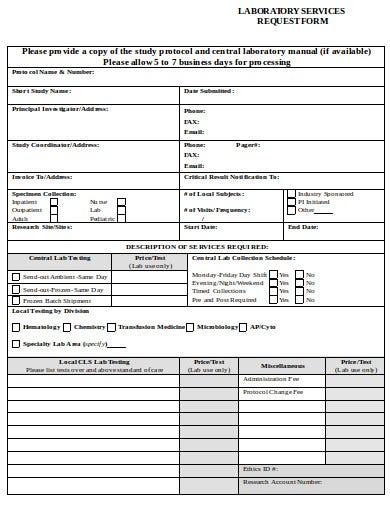 LABORATORY SERVICES
REQUEST FORM
Please provide a copy of the study protocol and central laboratory manual (if available)
Please allow 5 to 7 business days for processing
Protocol Name & Number:
Short Study Name:
Date Submitted:
Principal Investigator/Address:
Phone:
FAX:
Email:
Study Coordinator/Address:
Phone: Pager#:
FAX:
Email:
Invoice To/Address:
Critical Result Notification To:
Specimen Collection:
Inpatient Nurse
Outpatient Lab
Adult Pediatric
# of Local Subjects:
# of Visits/ Frequency:
/
Industry Sponsored
PI Initiated
Other
Research Site/Sites:
Start Date:
End Date:
DESCRIPTION OF SERVICES REQUIRED:
Central Lab Testing
Price/Test
(Lab use only)
Central Lab Collection Schedule:
Send-out Ambient -Same Day
Send-out-Frozen -Same Day
Frozen Batch Shipment
Monday-Friday Day Shift Yes No
Evening/Night/Weekend Yes No
Timed Collections Yes No
Pre and Post Required Yes No
Local Testing by Division
Hematology Chemistry Transfusion Medicine Microbiology AP/Cyto
Specialty Lab Area (specify)
Local CLS Lab Testing
Please list tests over and above standard of care
Price/Test
(Lab use only)
Miscellaneous
Price/Test
(Lab use only)
Administration Fee
Protocol Change Fee
Ethics ID #:
Research Account Number: